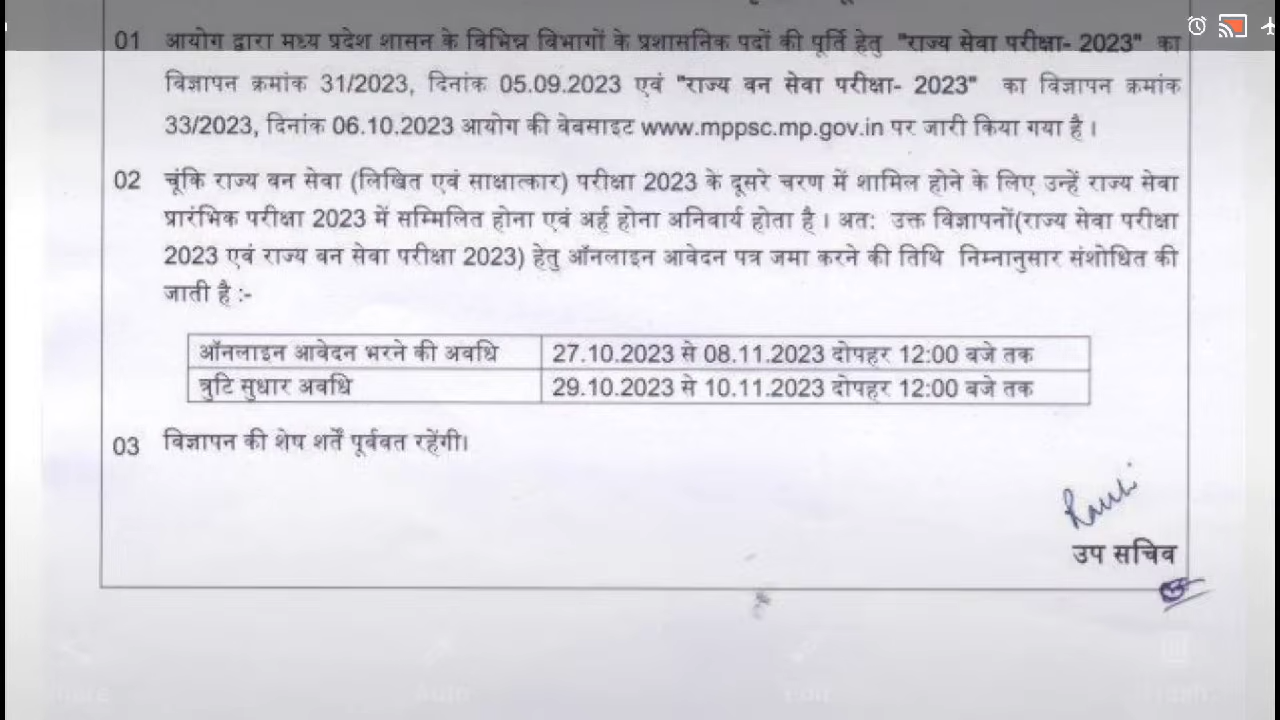 01 आयोग द्वारा मध्य प्रदेश शासन के विभिन्न विभागों के प्रशासनिक पदों की पूर्ति हेतु "राज्य सेवा परीक्षा- 2023" का
विज्ञापन क्रमांक 31/2023, दिनांक 05.09.2023 एवं "राज्य वन सेवा परीक्षा- 2023" का विज्ञापन क्रमांक
33/2023, दिनांक 06.10.2023 आयोग की वेबसाइट www.mppsc.mp.gov.in पर जारी किया गया है।
02 चूंकि राज्य वन सेवा (लिखित एवं साक्षात्कार) परीक्षा 2023 के दूसरे चरण में शामिल होने के लिए उन्हें राज्य सेवा
प्रारंभिक परीक्षा 2023 में सम्मिलित होना एवं अर्ह होना अनिवार्य होता है। अतः उक्त विज्ञापनों(राज्य सेवा परीक्षा
2023 एवं राज्य वन सेवा परीक्षा 2023) हेतु ऑनलाइन आवेदन पत्र जमा करने की तिथि निम्नानुसार संशोधित की
जाती है :-
ऑनलाइन आवेदन भरने की अवधि 27.10.2023 से 08.11.2023 दोपहर 12:00 बजे तक
त्रुटि सुधार अवधि 29.10.2023 से 10.11.2023 दोपहर 12:00 बजे तक
03 विज्ञापन की शेष शर्तें पूर्ववत रहेंगी।
उप सचिव
Edit